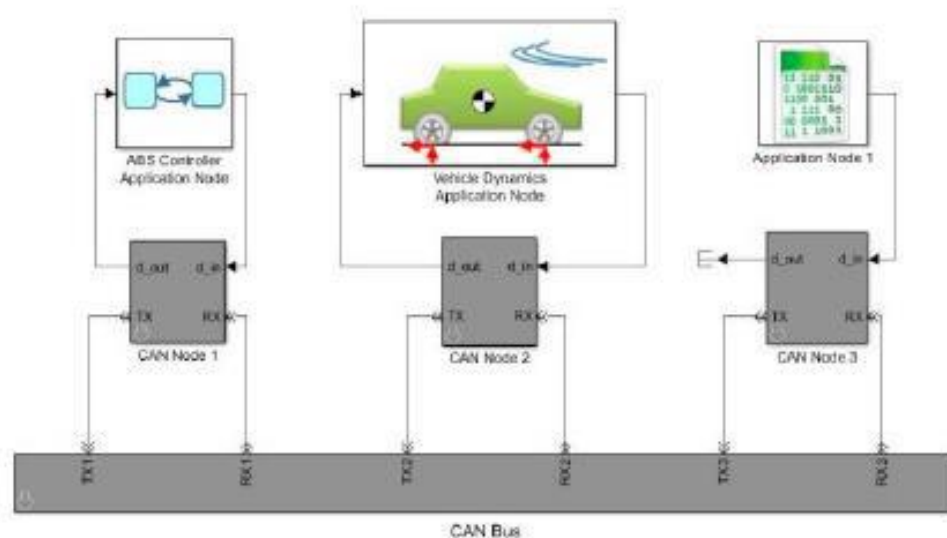 ABS Controller
Application Node
Vehicle Dynamics
Application Node
Application Node 1
d_out
d_in
TX
RX
CAN Node 1
d_out
d_in
TX
RX
CAN Node 2
d_out
d_in
TX
RX
CAN Node 3
TX1
RX1
TX2
RX2
TX3
RX3
CAN Bus